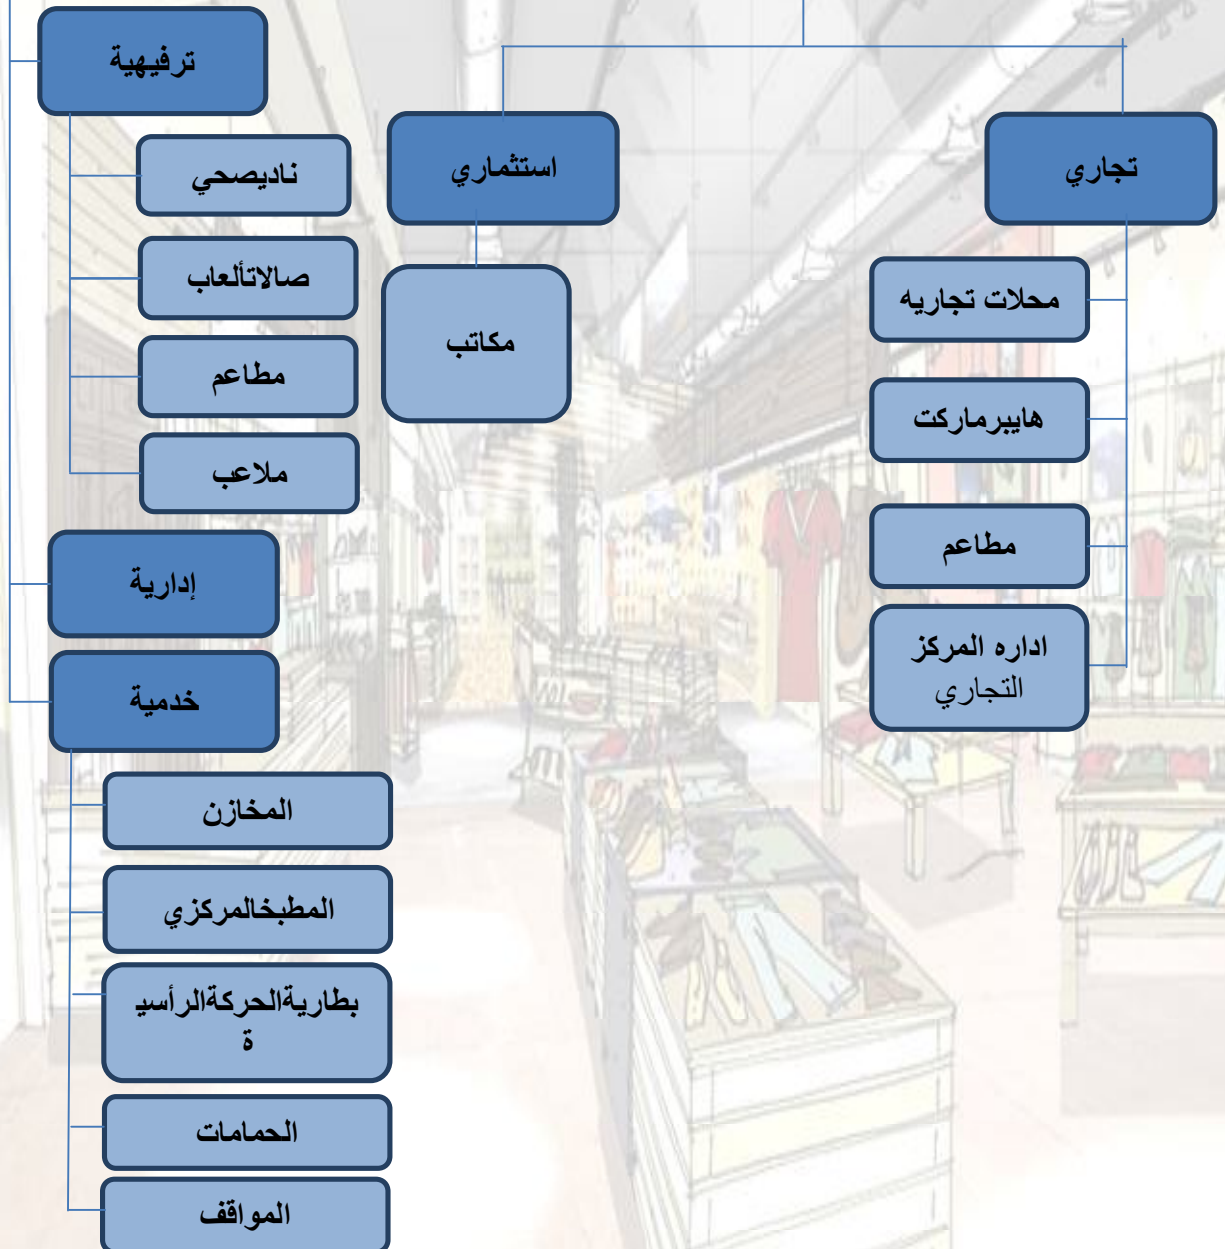 تجاري
محلات تجاريه
هايبرماركت
مطاعم
اداره المركز
التجاري
استثماري
مكاتب
ترفيهية
ناديصحي
صالاتألعاب
مطاعم
ملاعب
إدارية
خدمية
المخازن
المطبخالمركزي
بطاريةالحركةالرأسي
ة
الحمامات
المواقف